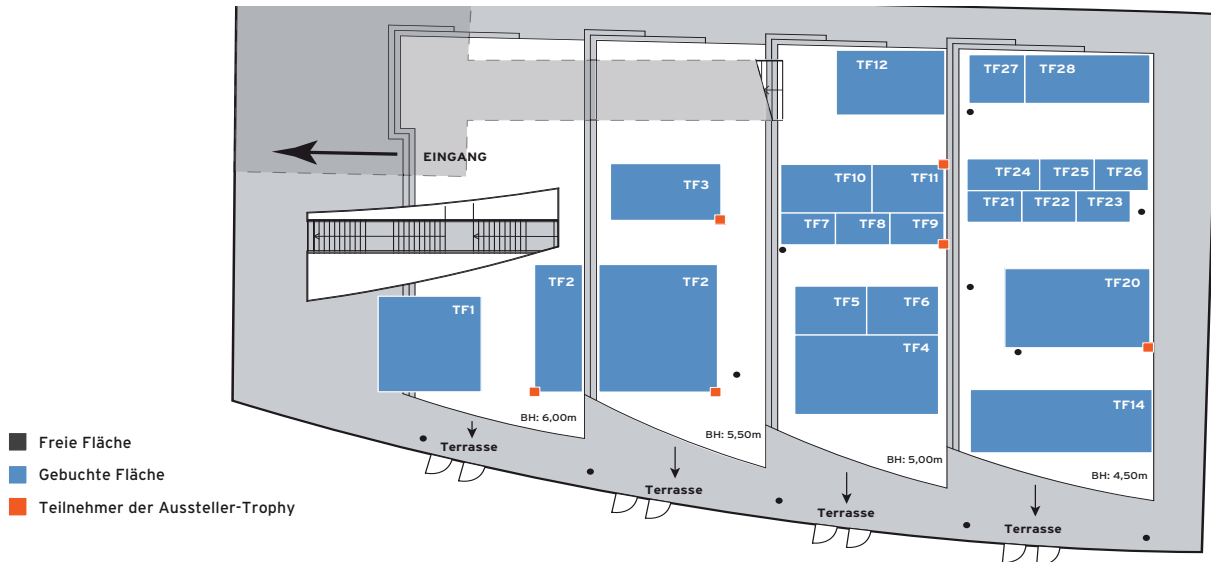 TF12
TF27
TF28
EINGANG
TF3
TF10
TF11
TF24
TF25
TF26
TF7
TF8
TF9
TF21
TF22
TF23
TF1
TF2
TF2
TF5
TF6
TF20
TF4
TF14
BH: 6,00m
BH: 5,50m
BH: 5,00m
BH: 4,50m
Terrasse
Terrasse
Terrasse
Terrasse
Freie Fläche
Gebuchte Fläche
Teilnehmer der Aussteller-Trophy